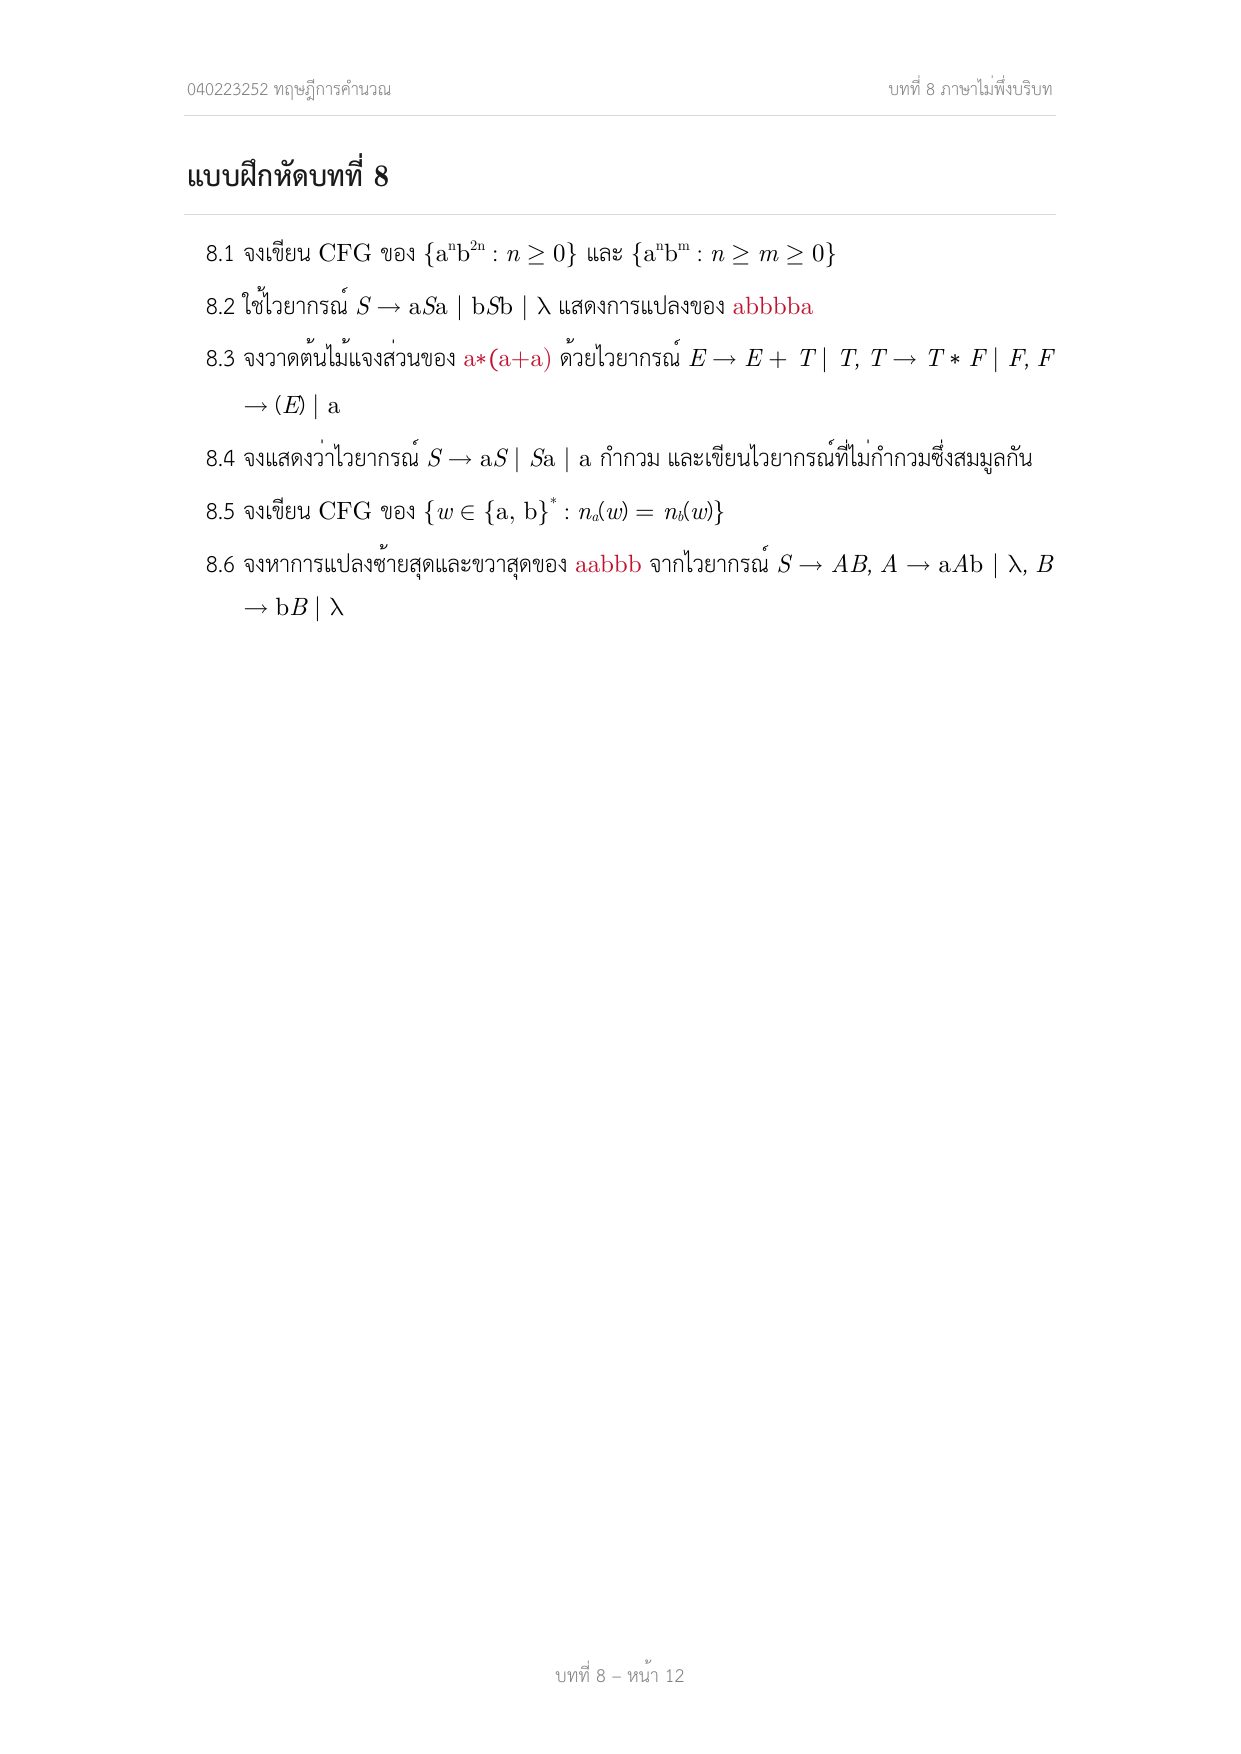 040223252 ทฤษฎีการคำนวณ บทที่ 8 ภาษาไม่พึ่งบริบท
แบบฝึกหัดบทที่ 8
8.1 จงเขียน CFG ของ {aⁿb²ⁿ : n ≥ 0} และ {aⁿbᵐ : n ≥ m ≥ 0}
8.2 ใช้ไวยากรณ์ S → aSa | bSb | λ แสดงการแปลงของ abbbba
8.3 จงวาดต้นไม้แจงส่วนของ a*(a+a) ด้วยไวยากรณ์ E → E + T | T, T → T * F | F, F
→ (E) | a
8.4 จงแสดงว่าไวยากรณ์ S → aS | Sa | a กำกวม และเขียนไวยากรณ์ที่ไม่กำกวมซึ่งสมมูลกัน
8.5 จงเขียน CFG ของ {w ∈ {a, b}* : nₐ(w) = n_b(w)}
8.6 จงหาการแปลงซ้ายสุดและขวาสุดของ aabbb จากไวยากรณ์ S → AB, A → aAb | λ, B
→ bB | λ
บทที่ 8 – หน้า 12